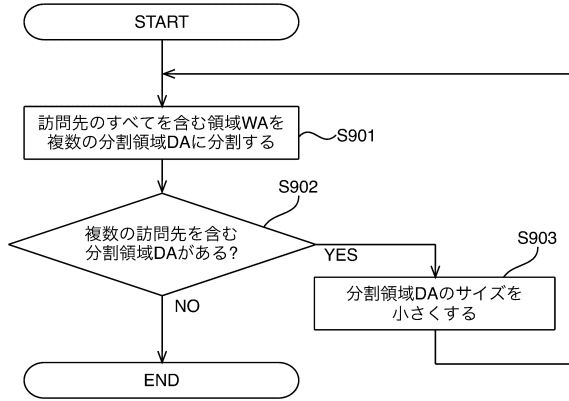 START
訪問先のすべてを含む領域WAを
複数の分割領域DAに分割する
S901
S902
複数の訪問先を含む
分割領域DAがある?
YES
S903
分割領域DAのサイズを
小さくする
NO
END